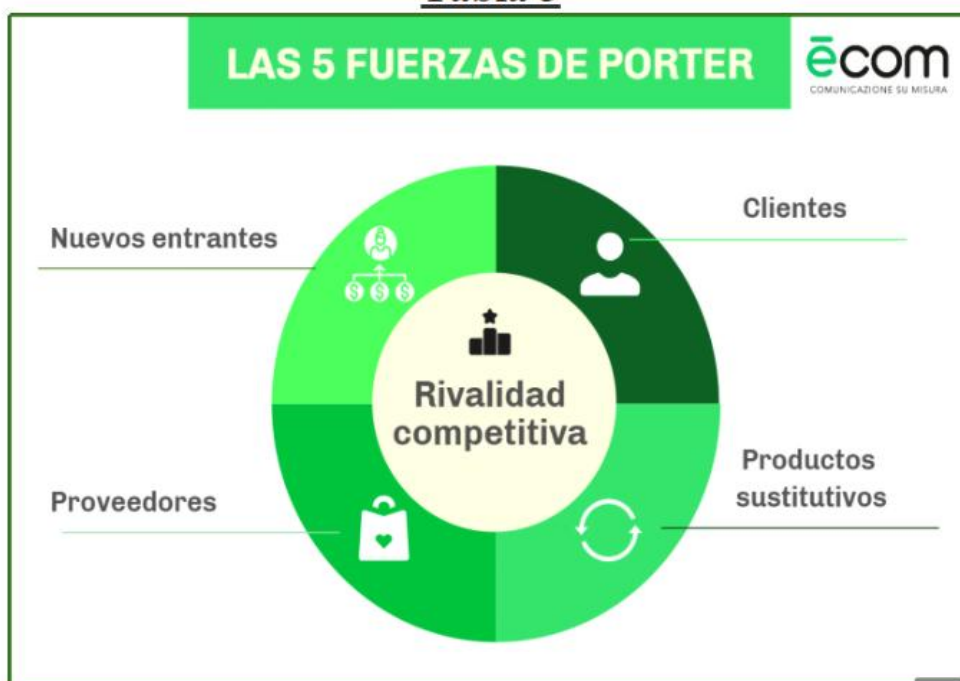 LAS 5 FUERZAS DE PORTER
ēcom
COMUNICAZIONE SU MISURA
Nuevos entrantes
Clientes
Rivalidad
competitiva
Proveedores
Productos
sustitutivos